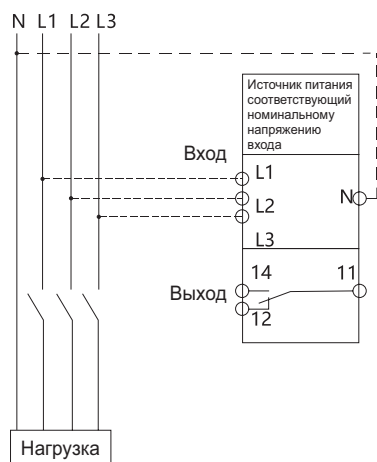 N L1 L2 L3
Источник питания
соответствующий
номинальному
напряжению
входа
Вход
L1
L2
N
L3
14
11
Выход
12
Нагрузка